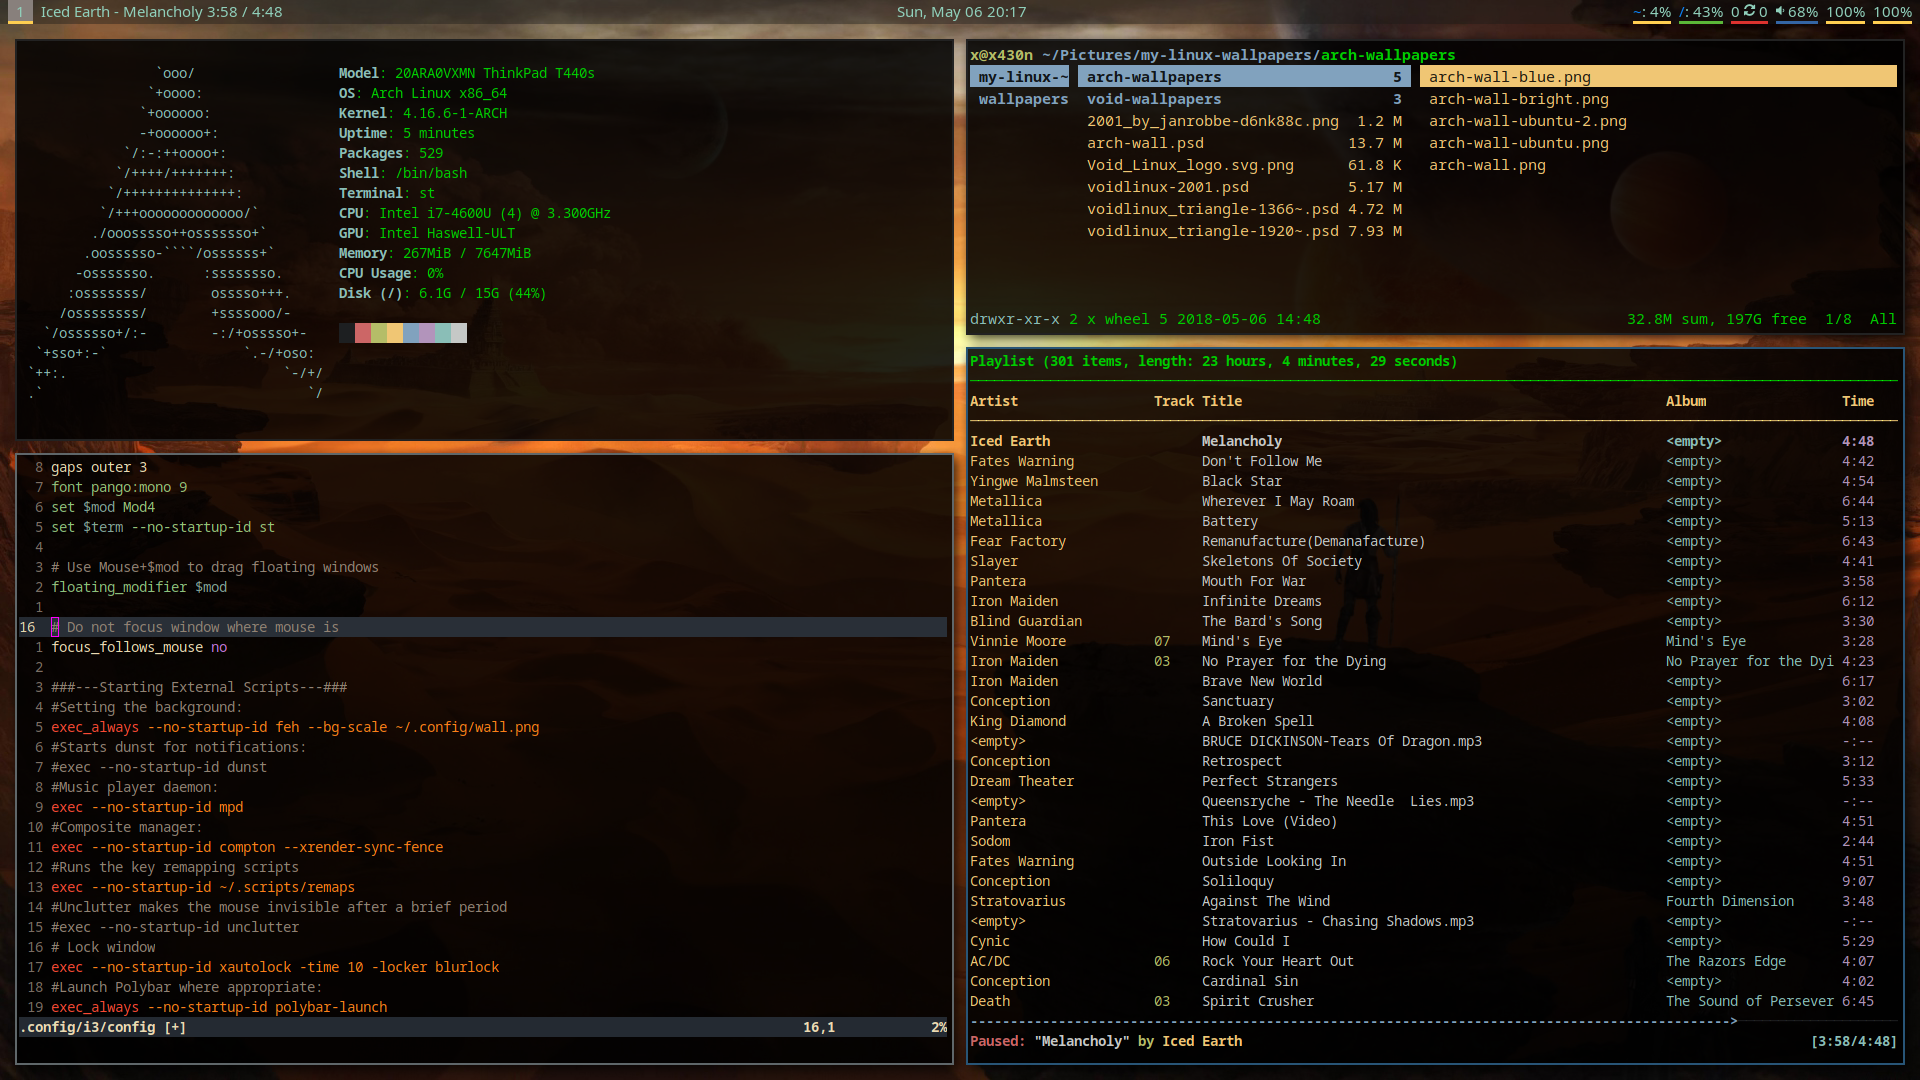 1 Iced Earth - Melancholy 3:58 / 4:48
Sun, May 06 20:17
~: 4% /: 43% 0 0 68% 100% 100%
`ooo/
`+oooo:
`+oooooo:
-+oooooo+:
`/:-:++oooo+:
`/++++/+++++++:
`/++++++++++++++:
`/+++ooooooooooooo/`
./ooosssso++osssssso+`
.oossssso-````/ossssss+`
-osssssso.      :ssssssso.
:osssssss/        osssso+++.
/ossssssss/        +ssssooo/-
`/ossssso+/:-        -:/+osssso+-
`+sso+:-`                 `.-/+oso:
`++:.                           `-/+/
.`                                 `/
Model: 20ARA0VXMN ThinkPad T440s
OS: Arch Linux x86_64
Kernel: 4.16.6-1-ARCH
Uptime: 5 minutes
Packages: 529
Shell: /bin/bash
Terminal: st
CPU: Intel i7-4600U (4) @ 3.300GHz
GPU: Intel Haswell-ULT
Memory: 267MiB / 7647MiB
CPU Usage: 0%
Disk (/): 6.1G / 15G (44%)
8 gaps outer 3
7 font pango:mono 9
6 set $mod Mod4
5 set $term --no-startup-id st
4
3 # Use Mouse+$mod to drag floating windows
2 floating_modifier $mod
1
16 # Do not focus window where mouse is
1 focus_follows_mouse no
2
3 ###---Starting External Scripts---###
4 #Setting the background:
5 exec_always --no-startup-id feh --bg-scale ~/.config/wall.png
6 #Starts dunst for notifications:
7 #exec --no-startup-id dunst
8 #Music player daemon:
9 exec --no-startup-id mpd
10 #Composite manager:
11 exec --no-startup-id compton --xrender-sync-fence
12 #Runs the key remapping scripts
13 exec --no-startup-id ~/.scripts/remaps
14 #Unclutter makes the mouse invisible after a brief period
15 #exec --no-startup-id unclutter
16 # Lock window
17 exec --no-startup-id xautolock -time 10 -locker blurlock
18 #Launch Polybar where appropriate:
19 exec_always --no-startup-id polybar-launch
.config/i3/config [+] 16,1 2%
x@x430n ~/Pictures/my-linux-wallpapers/arch-wallpapers
my-linux-~ arch-wallpapers 5 arch-wall-blue.png
wallpapers void-wallpapers 3 arch-wall-bright.png
2001_by_janrobbe-d6nk88c.png 1.2 M arch-wall-ubuntu-2.png
arch-wall.psd 13.7 M arch-wall-ubuntu.png
Void_Linux_logo.svg.png 61.8 K arch-wall.png
voidlinux-2001.psd 5.17 M
voidlinux_triangle-1366~.psd 4.72 M
voidlinux_triangle-1920~.psd 7.93 M
drwxr-xr-x 2 x wheel 5 2018-05-06 14:48 32.8M sum, 197G free 1/8 All
Playlist (301 items, length: 23 hours, 4 minutes, 29 seconds)
Artist Track Title Album Time
Iced Earth Melancholy <empty> 4:48
Fates Warning Don't Follow Me <empty> 4:42
Yingwe Malmsteen Black Star <empty> 4:54
Metallica Wherever I May Roam <empty> 6:44
Metallica Battery <empty> 5:13
Fear Factory Remanufacture(Demanafacture) <empty> 6:43
Slayer Skeletons Of Society <empty> 4:41
Pantera Mouth For War <empty> 3:58
Iron Maiden Infinite Dreams <empty> 6:12
Blind Guardian The Bard's Song <empty> 3:30
Vinnie Moore 07 Mind's Eye Mind's Eye 3:28
Iron Maiden 03 No Prayer for the Dying No Prayer for the Dyi 4:23
Iron Maiden Brave New World <empty> 6:17
Conception Sanctuary <empty> 3:02
King Diamond A Broken Spell <empty> 4:08
<empty> BRUCE DICKINSON-Tears Of Dragon.mp3 <empty> -:--
Conception Retrospect <empty> 3:12
Dream Theater Perfect Strangers <empty> 5:33
<empty> Queensryche - The Needle  Lies.mp3 <empty> -:--
Pantera This Love (Video) <empty> 4:51
Sodom Iron Fist <empty> 2:44
Fates Warning Outside Looking In <empty> 4:51
Conception Soliloquy <empty> 9:07
Stratovarius Against The Wind Fourth Dimension 3:48
<empty> Stratovarius - Chasing Shadows.mp3 <empty> -:--
Cynic How Could I <empty> 5:29
AC/DC 06 Rock Your Heart Out The Razors Edge 4:07
Conception Cardinal Sin <empty> 4:02
Death 03 Spirit Crusher The Sound of Persever 6:45
Paused: "Melancholy" by Iced Earth [3:58/4:48]